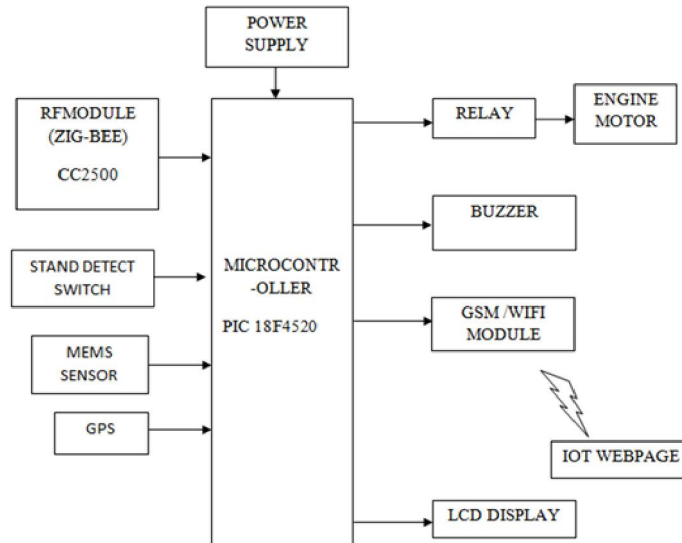 POWER
SUPPLY
RFMODULE
(ZIG-BEE)
CC2500
STAND DETECT
SWITCH
MEMS
SENSOR
GPS
MICROCONTR
-OLLER
PIC 18F4520
RELAY
ENGINE
MOTOR
BUZZER
GSM /WIFI
MODULE
IOT WEBPAGE
LCD DISPLAY